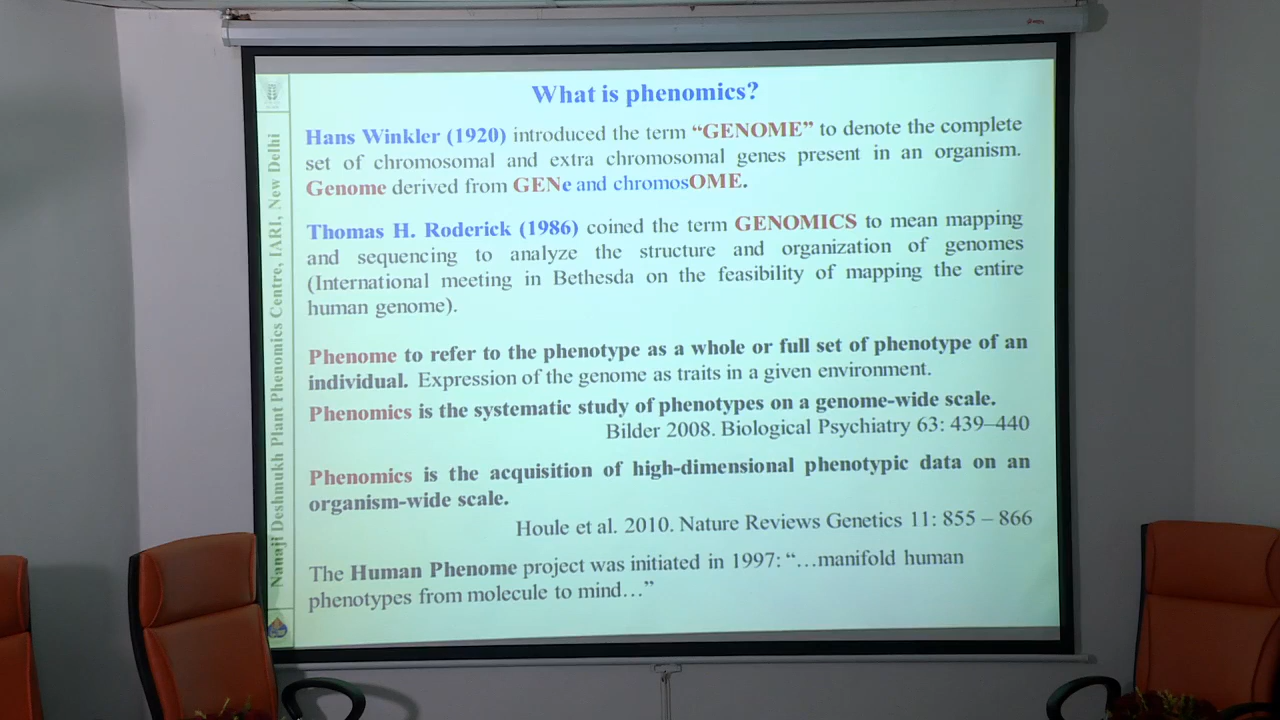 What is phenomics?
Hans Winkler (1920) introduced the term “GENOME” to denote the complete
set of chromosomal and extra chromosomal genes present in an organism.
Genome derived from GENe and chromosOME.
Thomas H. Roderick (1986) coined the term GENOMICS to mean mapping
and sequencing to analyze the structure and organization of genomes
(International meeting in Bethesda on the feasibility of mapping the entire
human genome).
Phenome to refer to the phenotype as a whole or full set of phenotype of an
individual. Expression of the genome as traits in a given environment.
Phenomics is the systematic study of phenotypes on a genome-wide scale.
Bilder 2008. Biological Psychiatry 63: 439–440
Phenomics is the acquisition of high-dimensional phenotypic data on an
organism-wide scale.
Houle et al. 2010. Nature Reviews Genetics 11: 855 – 866
The Human Phenome project was initiated in 1997: “…manifold human
phenotypes from molecule to mind…”
Nanaji Deshmukh Plant Phenomics Centre, IARI, New Delhi